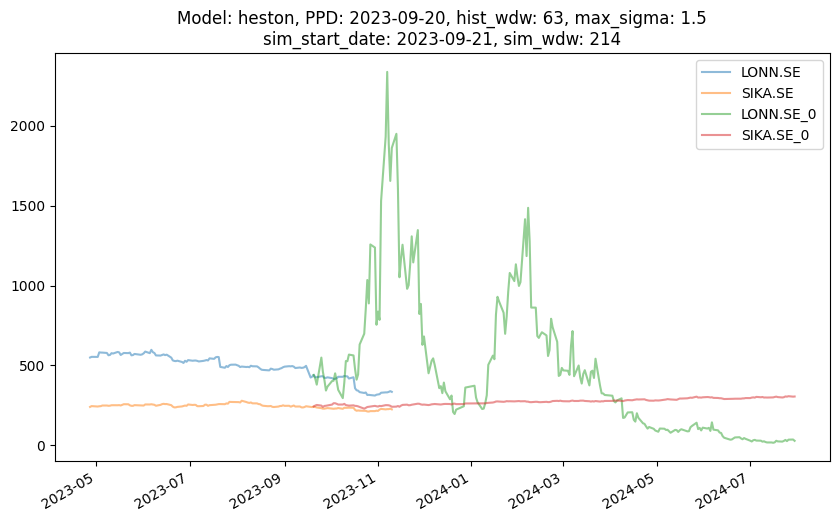 Model: heston, PPD: 2023-09-20, hist_wdw: 63, max_sigma: 1.5
sim_start_date: 2023-09-21, sim_wdw: 214
LONN.SE
SIKA.SE
LONN.SE_0
SIKA.SE_0
2000
1500
1000
500
0
2023-05
2023-07
2023-09
2023-11
2024-01
2024-03
2024-05
2024-07